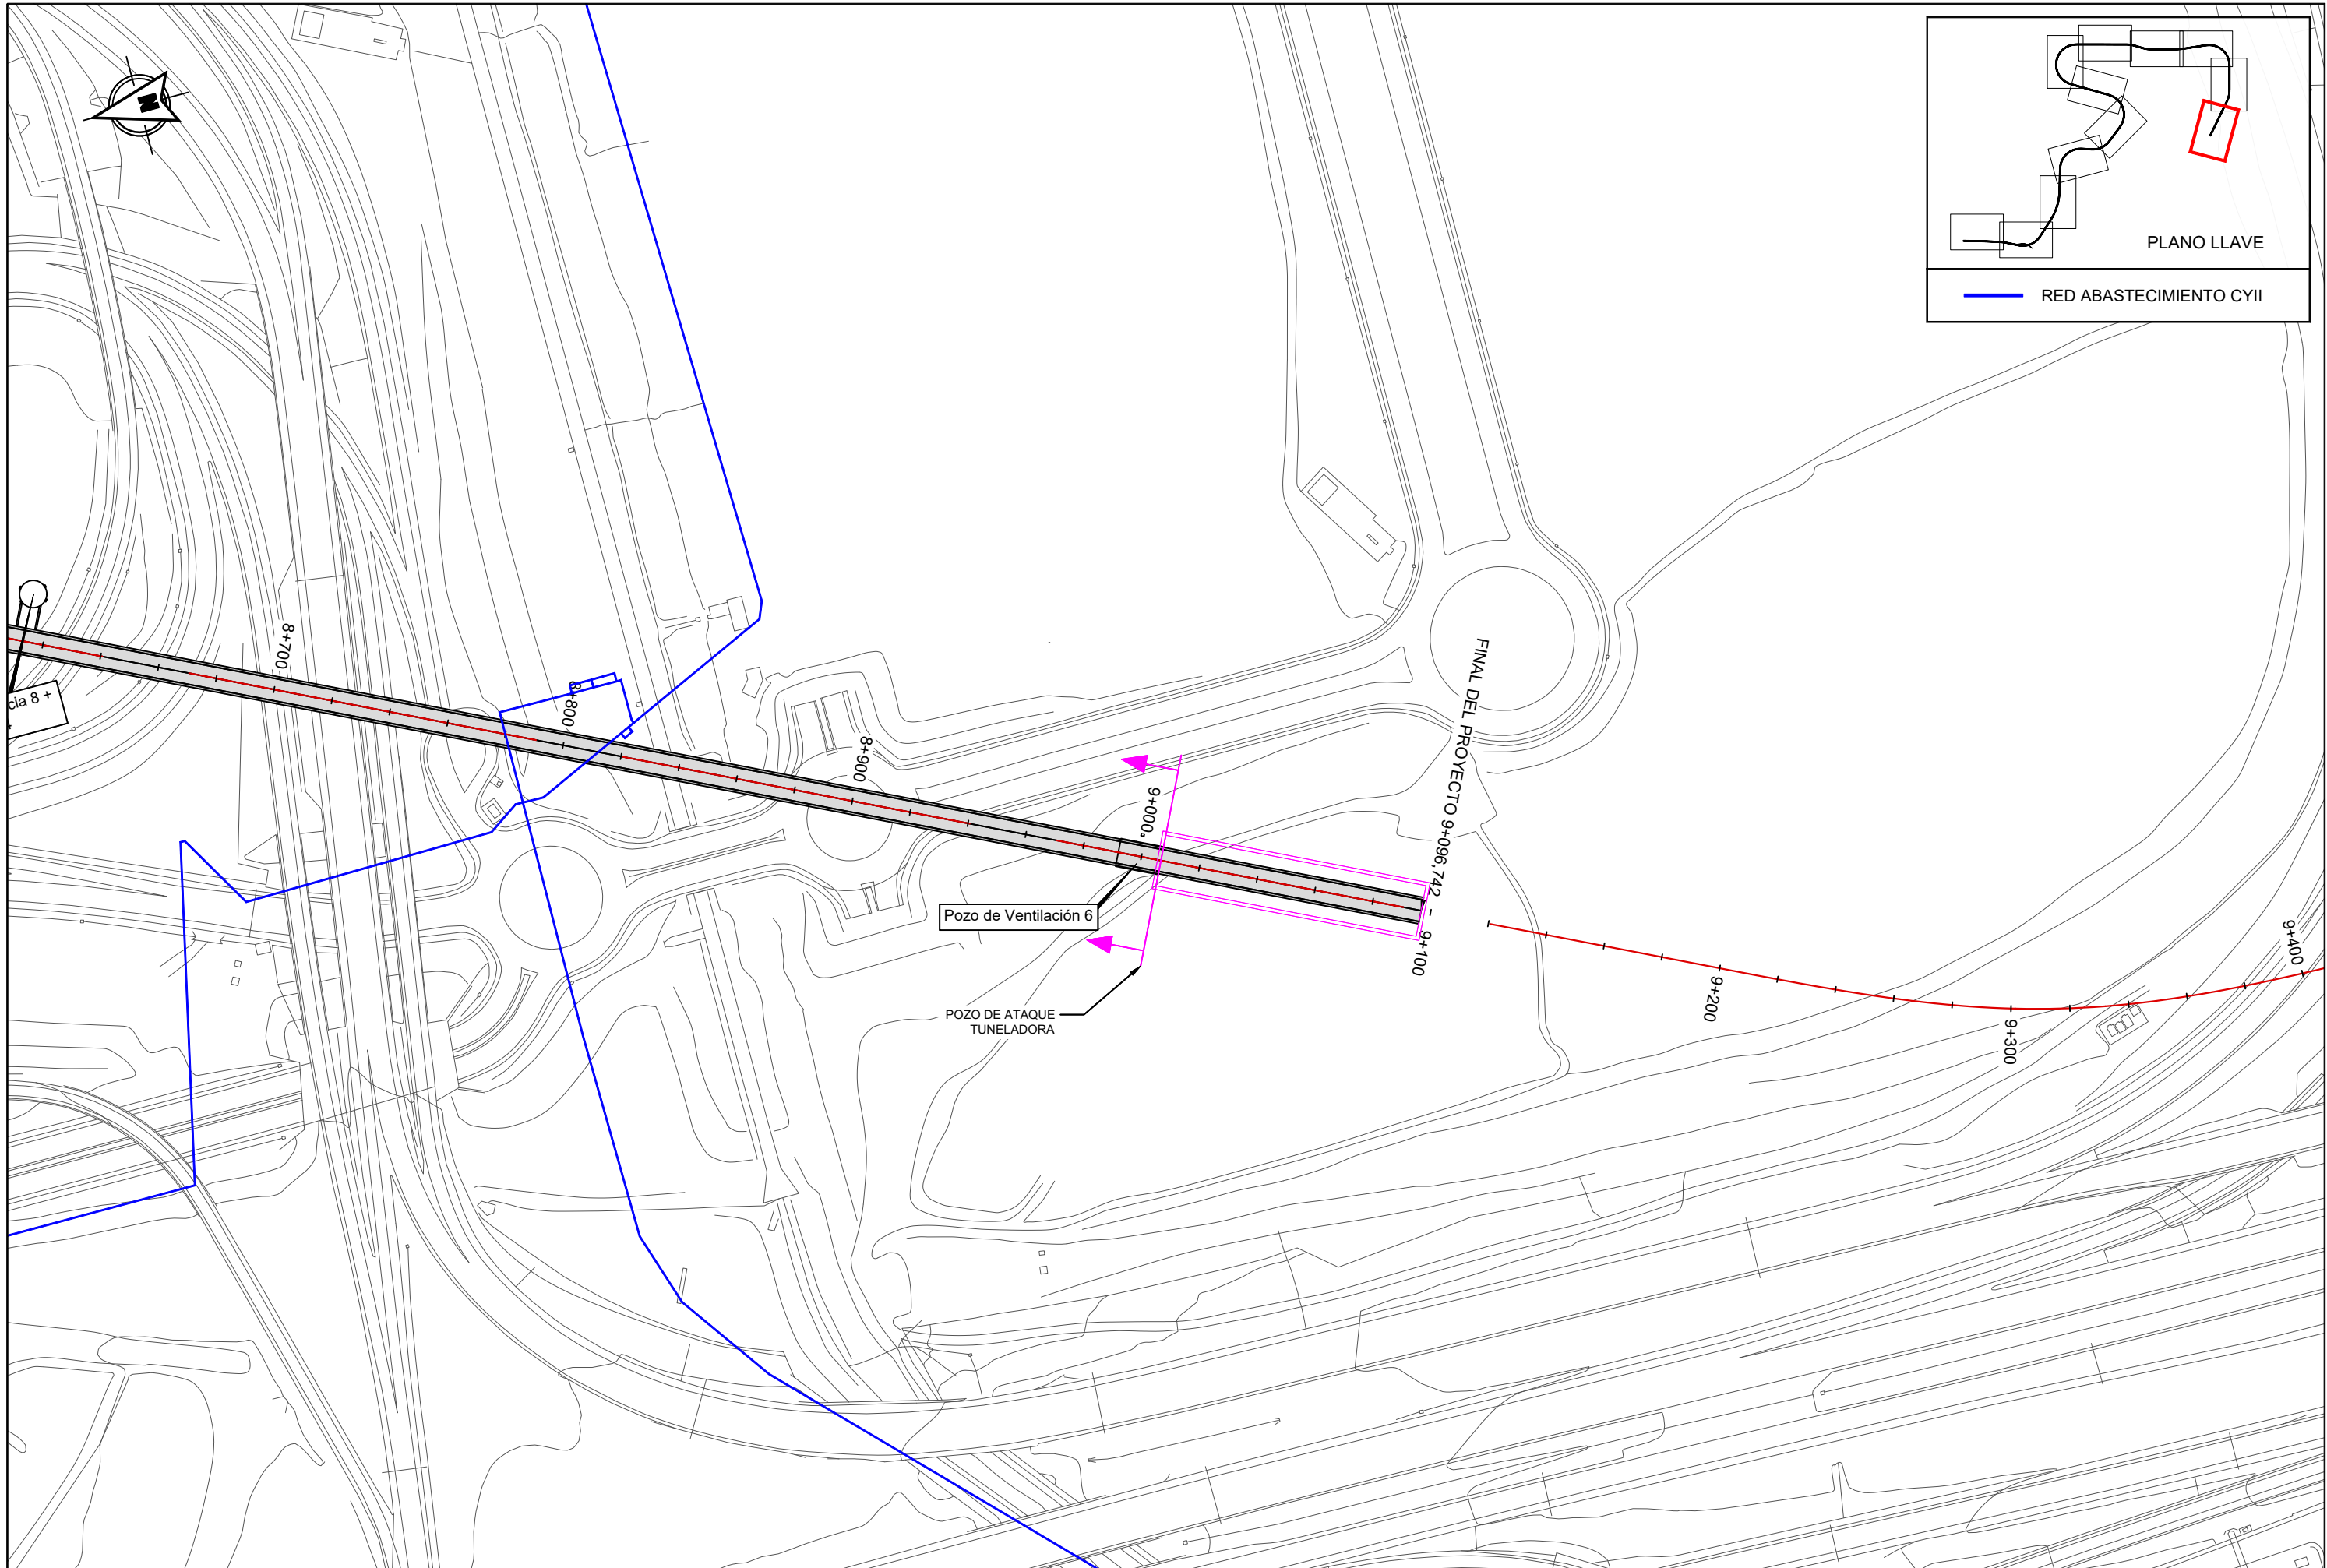 N
PLANO LLAVE
RED ABASTECIMIENTO CYII
8+700
cia 8 +
8+800
8+900
9+000
FINAL DEL PROYECTO 9+096,742
Pozo de Ventilación 6
9+100
POZO DE ATAQUE
TUNELADORA
9+200
9+300
9+400